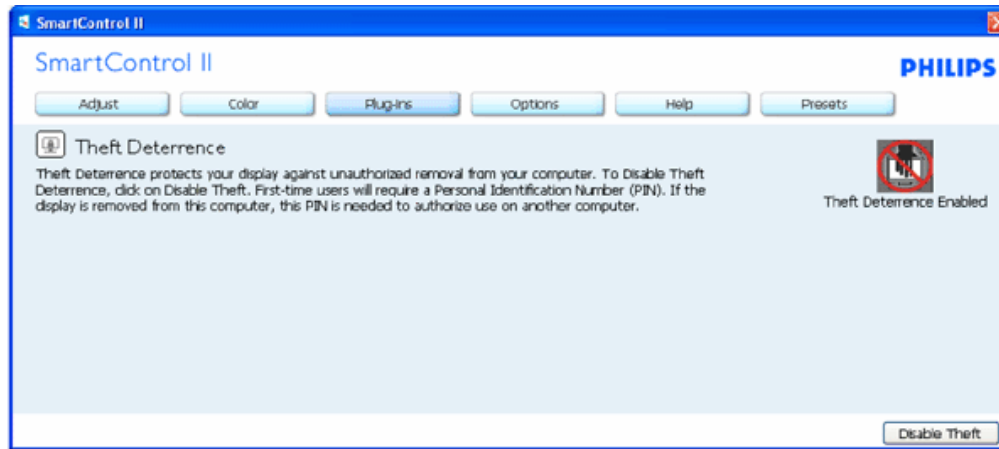 SmartControl II
SmartControl II
PHILIPS
Adjust Color Plug-Ins Options Help Presets
Theft Deterrence
Theft Deterrence protects your display against unauthorized removal from your computer. To Disable Theft
Deterrence, click on Disable Theft. First-time users will require a Personal Identification Number (PIN). If the
display is removed from this computer, this PIN is needed to authorize use on another computer.
Theft Deterrence Enabled
Disable Theft